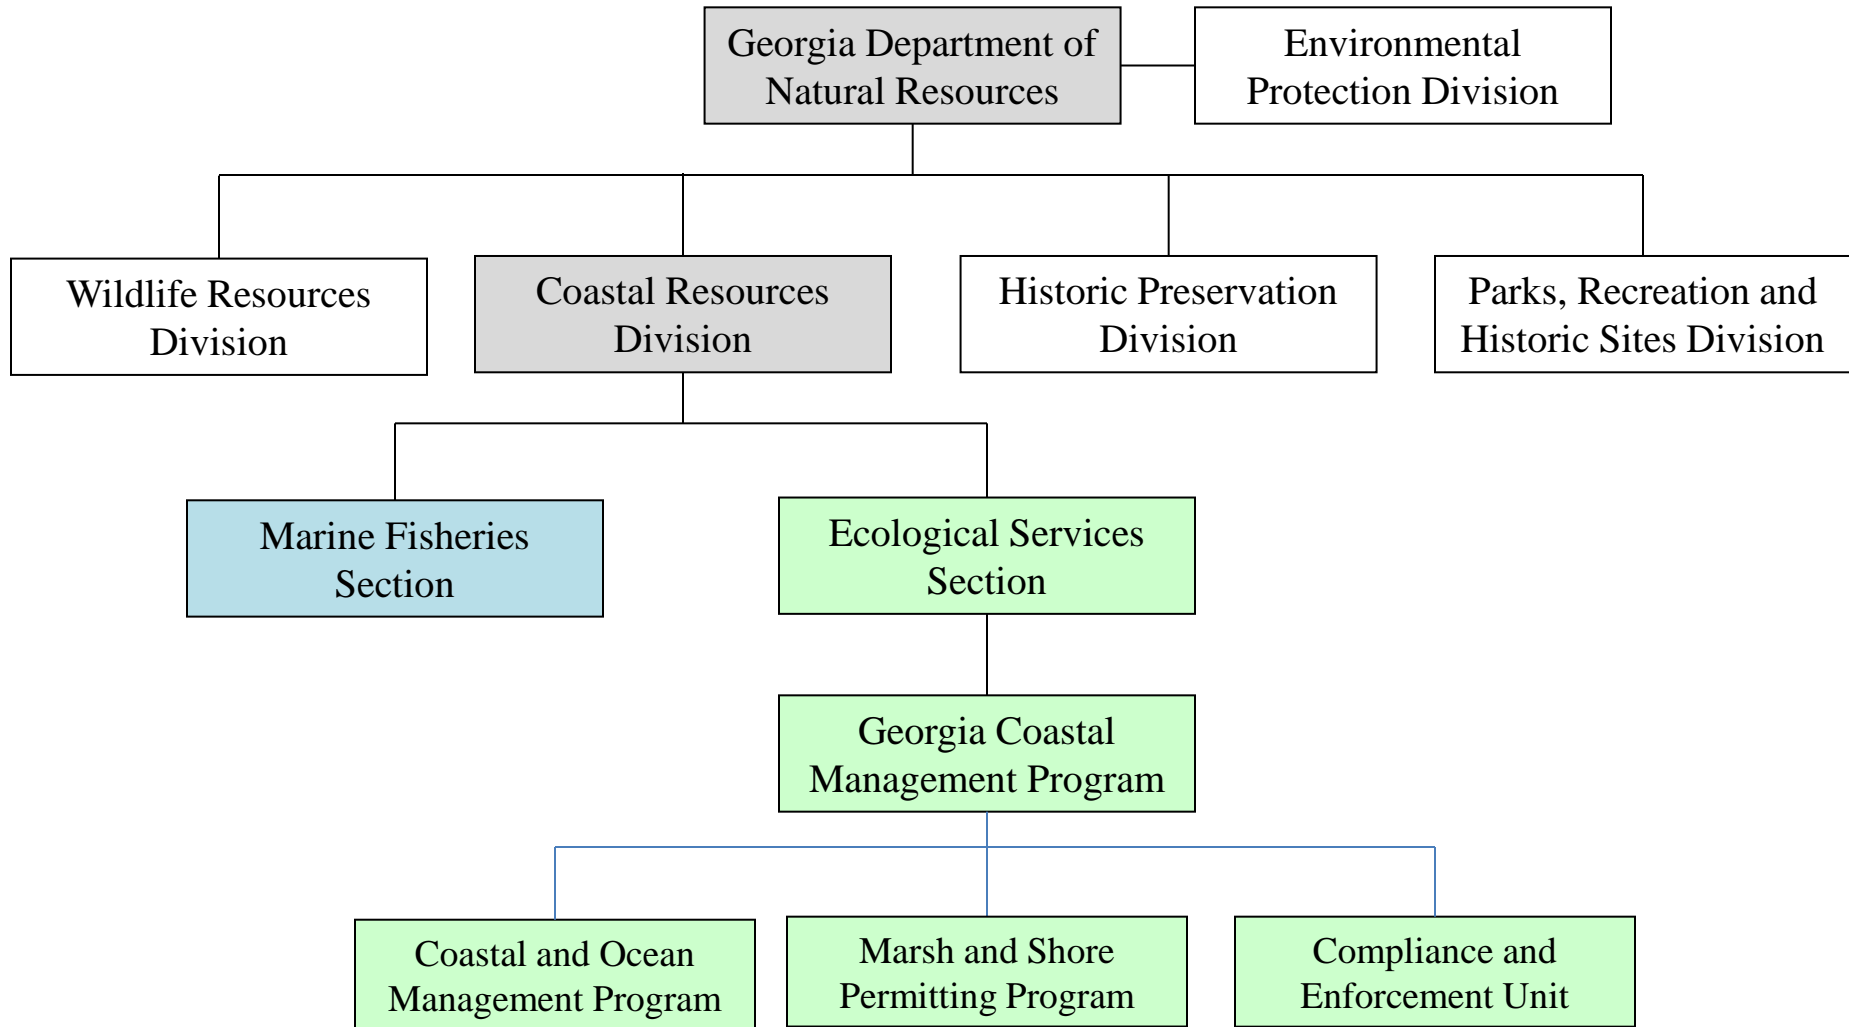 Georgia Department of
Natural Resources
Environmental
Protection Division
Wildlife Resources
Division
Coastal Resources
Division
Historic Preservation
Division
Parks, Recreation and
Historic Sites Division
Marine Fisheries
Section
Ecological Services
Section
Georgia Coastal
Management Program
Coastal and Ocean
Management Program
Marsh and Shore
Permitting Program
Compliance and
Enforcement Unit